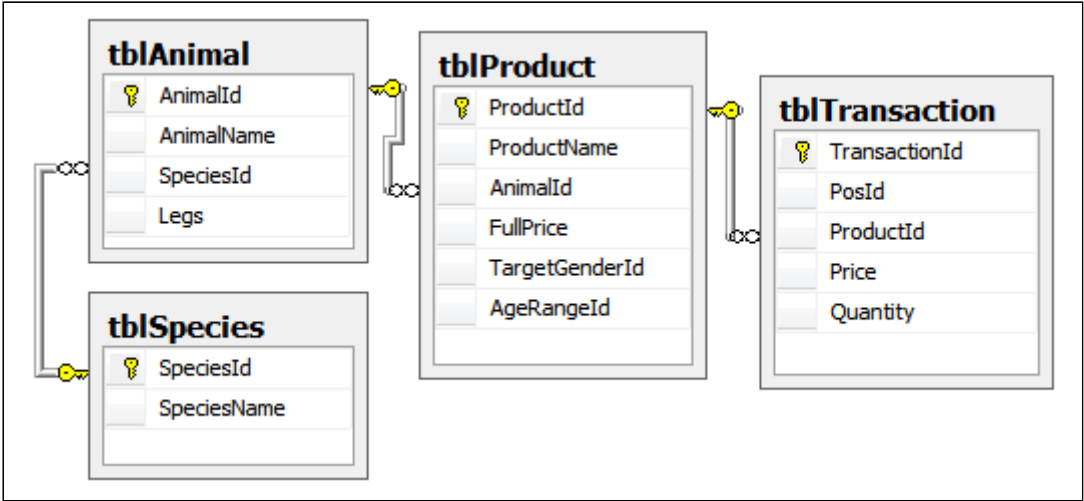 tblAnimal
AnimalId
AnimalName
SpeciesId
Legs
tblSpecies
SpeciesId
SpeciesName
tblProduct
ProductId
ProductName
AnimalId
FullPrice
TargetGenderId
AgeRangeId
tblTransaction
TransactionId
PosId
ProductId
Price
Quantity